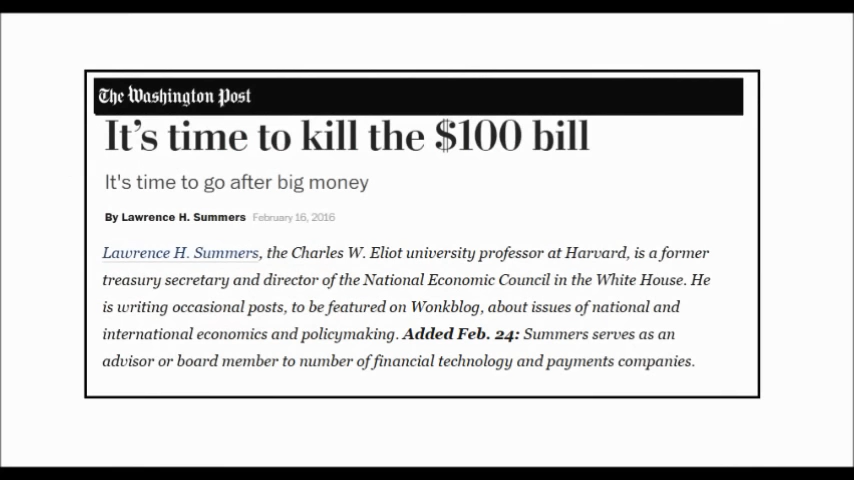 The Washington Post
It's time to kill the $100 bill
It's time to go after big money
By Lawrence H. Summers February 16, 2016
Lawrence H. Summers, the Charles W. Eliot university professor at Harvard, is a former
treasury secretary and director of the National Economic Council in the White House. He
is writing occasional posts, to be featured on Wonkblog, about issues of national and
international economics and policymaking. Added Feb. 24: Summers serves as an
advisor or board member to number of financial technology and payments companies.